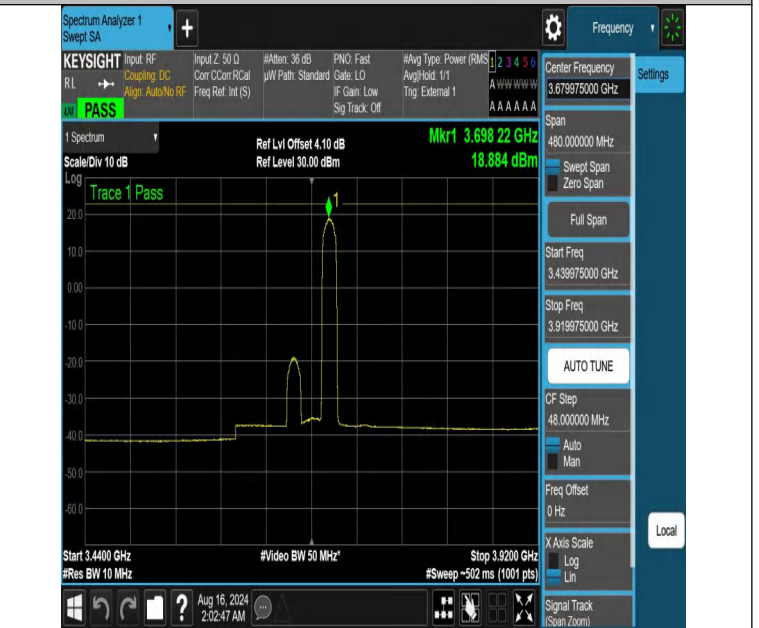 Spectrum Analyzer 1
Swept SA
+
Frequency
KEYSIGHT
RL
PASS
Input: RF
Coupling: DC
Align: Auto/No RF
Input Z: 50 Ω
Corr CCorr RCal
Freq Ref: Int (S)
#Atten: 36 dB
µW Path: Standard
PNO: Fast
Gate: LO
IF Gain: Low
Sig Track: Off
#Avg Type: Power (RMS
Avg|Hold: 1/1
Trig: External 1
1 2 3 4 5 6
A W W W W W
A A A A A A
1 Spectrum
Scale/Div 10 dB
Ref Lvl Offset 4.10 dB
Ref Level 30.00 dBm
Mkr1 3.698 22 GHz
18.884 dBm
Log
Trace 1 Pass
1
20.0
10.0
0.00
-10.0
-20.0
-30.0
-40.0
-50.0
-60.0
Start 3.4400 GHz
#Res BW 10 MHz
#Video BW 50 MHz*
Stop 3.9200 GHz
#Sweep ~502 ms (1001 pts)
Center Frequency
3.679975000 GHz
Settings
Span
480.000000 MHz
Swept Span
Zero Span
Full Span
Start Freq
3.439975000 GHz
Stop Freq
3.919975000 GHz
AUTO TUNE
CF Step
48.000000 MHz
Auto
Man
Freq Offset
0 Hz
X Axis Scale
Log
Lin
Local
Signal Track
(Span Zoom)
?
Aug 16, 2024
2:02:47 AM